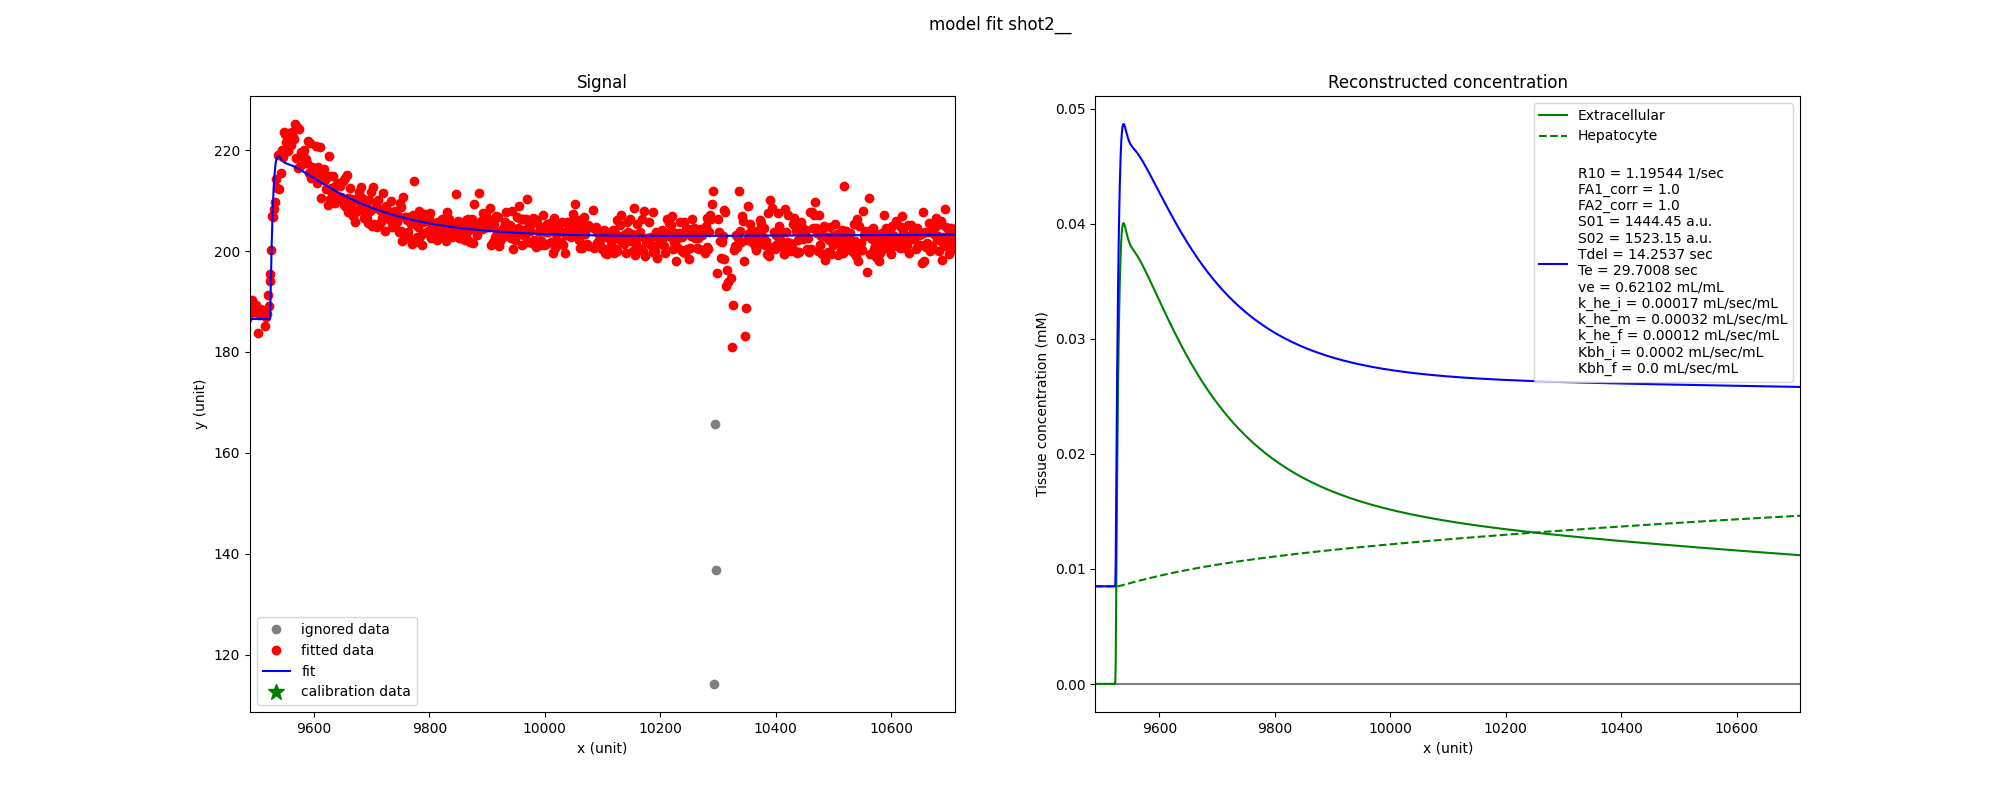 model fit shot2__
Signal
y (unit)
220
200
180
160
140
120
ignored data
fitted data
fit
calibration data
9600 9800 10000 10200 10400 10600
x (unit)
Reconstructed concentration
Tissue concentration (mM)
0.05
0.04
0.03
0.02
0.01
0.00
Extracellular
Hepatocyte
R10 = 1.19544 1/sec
FA1_corr = 1.0
FA2_corr = 1.0
S01 = 1444.45 a.u.
S02 = 1523.15 a.u.
Tdel = 14.2537 sec
Te = 29.7008 sec
ve = 0.62102 mL/mL
k_he_i = 0.00017 mL/sec/mL
k_he_m = 0.00032 mL/sec/mL
k_he_f = 0.00012 mL/sec/mL
Kbh_i = 0.0002 mL/sec/mL
Kbh_f = 0.0 mL/sec/mL
9600 9800 10000 10200 10400 10600
x (unit)